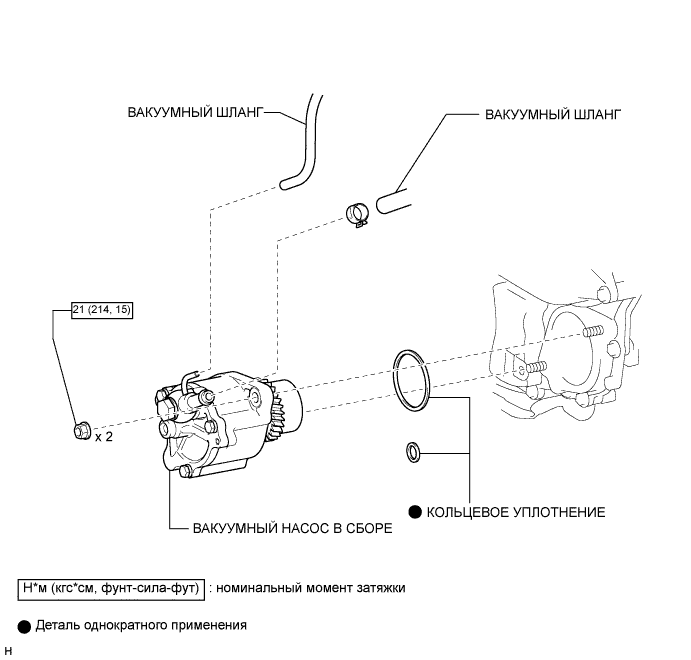 ВАКУУМНЫЙ ШЛАНГ
ВАКУУМНЫЙ ШЛАНГ
21 (214, 15)
x 2
КОЛЬЦЕВОЕ УПЛОТНЕНИЕ
ВАКУУМНЫЙ НАСОС В СБОРЕ
Н*м (кгс*см, фунт-сила-фут) : номинальный момент затяжки
Деталь однократного применения
H